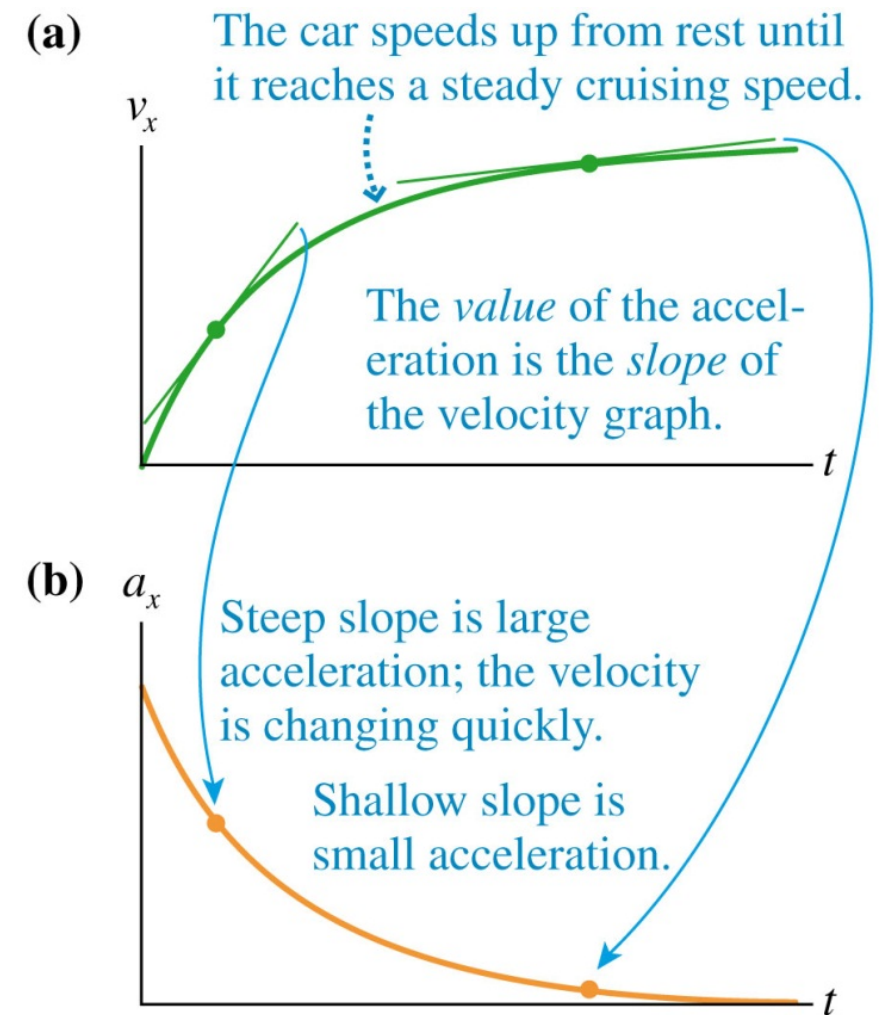 (a) The car speeds up from rest until
it reaches a steady cruising speed.
vx
The value of the accel-
eration is the slope of
the velocity graph.
t
(b) ax
Steep slope is large
acceleration; the velocity
is changing quickly.
Shallow slope is
small acceleration.
t